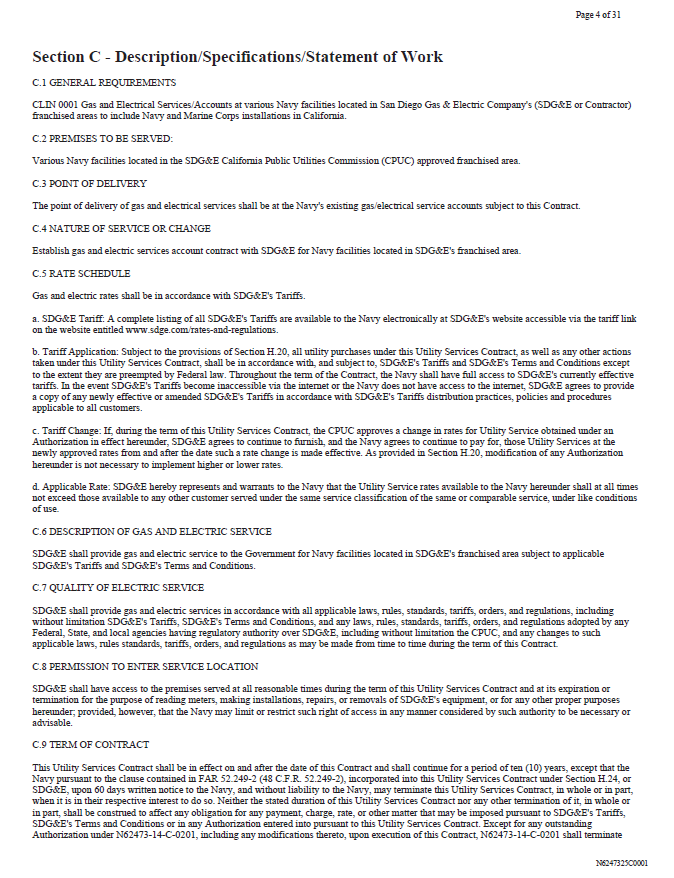 Page 4 of 31
Section C - Description/Specifications/Statement of Work
C.1 GENERAL REQUIREMENTS
CLIN 0001 Gas and Electrical Services/Accounts at various Navy facilities located in San Diego Gas & Electric Company's (SDG&E or Contractor)
franchised areas to include Navy and Marine Corps installations in California.
C.2 PREMISES TO BE SERVED:
Various Navy facilities located in the SDG&E California Public Utilities Commission (CPUC) approved franchised area.
C.3 POINT OF DELIVERY
The point of delivery of gas and electrical services shall be at the Navy's existing gas/electrical service accounts subject to this Contract.
C.4 NATURE OF SERVICE OR CHANGE
Establish gas and electric services account contract with SDG&E for Navy facilities located in SDG&E's franchised area.
C.5 RATE SCHEDULE
Gas and electric rates shall be in accordance with SDG&E's Tariffs.
a. SDG&E Tariff: A complete listing of all SDG&E's Tariffs are available to the Navy electronically at SDG&E's website accessible via the tariff link
on the website entitled www.sdge.com/rates-and-regulations.
b. Tariff Application: Subject to the provisions of Section H.20, all utility purchases under this Utility Services Contract, as well as any other actions
taken under this Utility Services Contract, shall be in accordance with, and subject to, SDG&E's Tariffs and SDG&E's Terms and Conditions except
to the extent they are preempted by Federal law. Throughout the term of the Contract, the Navy shall have full access to SDG&E's currently effective
tariffs. In the event SDG&E's Tariffs become inaccessible via the internet or the Navy does not have access to the internet, SDG&E agrees to provide
a copy of any newly effective or amended SDG&E's Tariffs in accordance with SDG&E's Tariffs distribution practices, policies and procedures
applicable to all customers.
c. Tariff Change: If, during the term of this Utility Services Contract, the CPUC approves a change in rates for Utility Service obtained under an
Authorization in effect hereunder, SDG&E agrees to continue to furnish, and the Navy agrees to continue to pay for, those Utility Services at the
newly approved rates from and after the date such a rate change is made effective. As provided in Section H.20, modification of any Authorization
hereunder is not necessary to implement higher or lower rates.
d. Applicable Rate: SDG&E hereby represents and warrants to the Navy that the Utility Service rates available to the Navy hereunder shall at all times
not exceed those available to any other customer served under the same service classification of the same or comparable service, under like conditions
of use.
C.6 DESCRIPTION OF GAS AND ELECTRIC SERVICE
SDG&E shall provide gas and electric service to the Government for Navy facilities located in SDG&E's franchised area subject to applicable
SDG&E's Tariffs and SDG&E's Terms and Conditions.
C.7 QUALITY OF ELECTRIC SERVICE
SDG&E shall provide gas and electric services in accordance with all applicable laws, rules, standards, tariffs, orders, and regulations, including
without limitation SDG&E's Tariffs, SDG&E's Terms and Conditions, and any laws, rules, standards, tariffs, orders, and regulations adopted by any
Federal, State, and local agencies having regulatory authority over SDG&E, including without limitation the CPUC, and any changes to such
applicable laws, rules standards, tariffs, orders, and regulations as may be made from time to time during the term of this Contract.
C.8 PERMISSION TO ENTER SERVICE LOCATION
SDG&E shall have access to the premises served at all reasonable times during the term of this Utility Services Contract and at its expiration or
termination for the purpose of reading meters, making installations, repairs, or removals of SDG&E's equipment, or for any other proper purposes
hereunder; provided, however, that the Navy may limit or restrict such right of access in any manner considered by such authority to be necessary or
advisable.
C.9 TERM OF CONTRACT
This Utility Services Contract shall be in effect on and after the date of this Contract and shall continue for a period of ten (10) years, except that the
Navy pursuant to the clause contained in FAR 52.249-2 (48 C.F.R. 52.249-2), incorporated into this Utility Services Contract under Section H.24, or
SDG&E, upon 60 days written notice to the Navy, and without liability to the Navy, may terminate this Utility Services Contract, in whole or in part,
when it is in their respective interest to do so. Neither the stated duration of this Utility Services Contract nor any other termination of it, in whole or
in part, shall be construed to affect any obligation for any payment, charge, rate, or other matter that may be imposed pursuant to SDG&E's Tariffs,
SDG&E's Terms and Conditions or in any Authorization entered into pursuant to this Utility Services Contract. Except for any outstanding
Authorization under N62473-14-C-0201, including any modifications thereto, upon execution of this Contract, N62473-14-C-0201 shall terminate
N6247325C0001